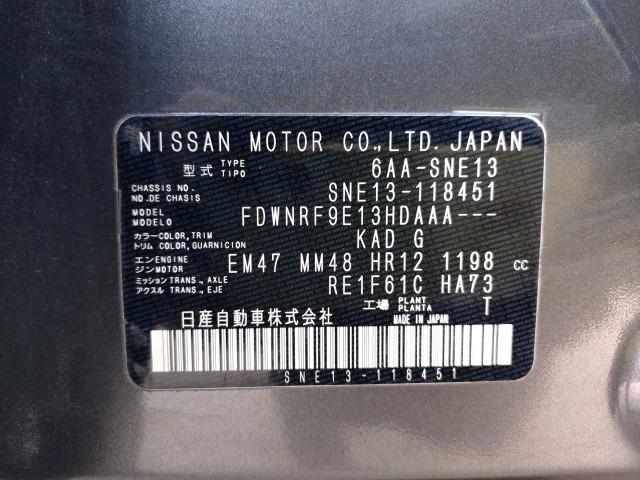 NISSAN MOTOR CO.,LTD. JAPAN
型式 TYPE TIPO 6AA-SNE13
CHASSIS NO. NO.DE CHASIS SNE13-118451
MODEL MODELO FDWNRF9E13HDAAA---
カラー COLOR,TRIM トリム COLOR,GUARNICION KAD G
エンジン ENGINE MOTOR EM47 MM48 HR12 1198 cc
ミッション TRANS.,AXLE アクスル TRANS.,EJE RE1F61C HA73
工場 PLANT PLANTA T
日産自動車株式会社 MADE IN JAPAN
SNE13-118451